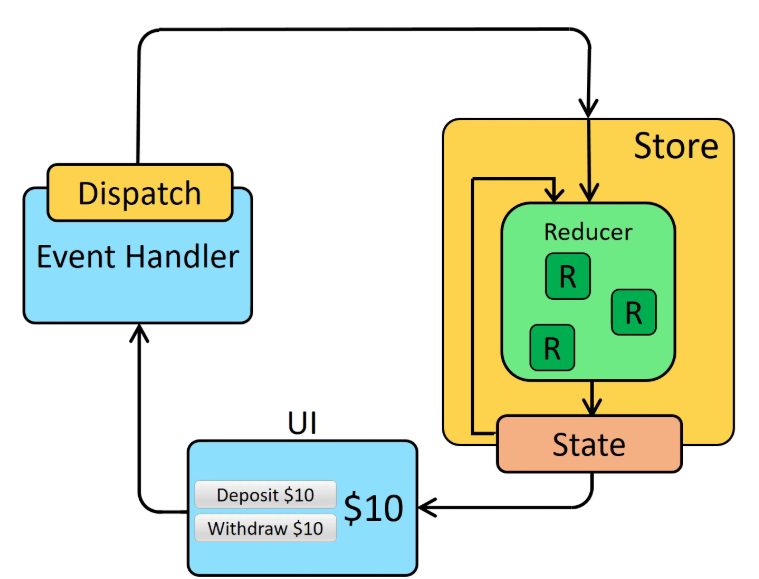 Store
Dispatch
Event Handler
Reducer
R
R
R
State
UI
Deposit $10
Withdraw $10
$10